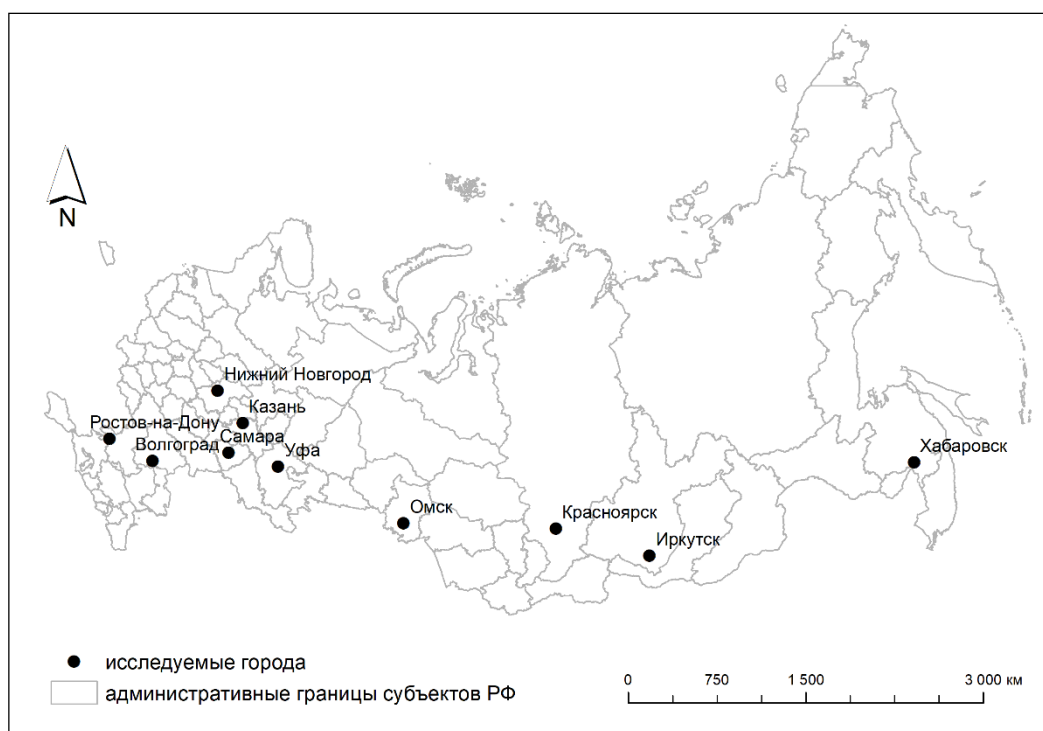 N
Нижний Новгород
Казань
Ростов-на-Дону
Самара
Волгоград
Уфа
Хабаровск
Омск
Красноярск
Иркутск
исследуемые города
административные границы субъектов РФ
0 750 1 500 3 000 км